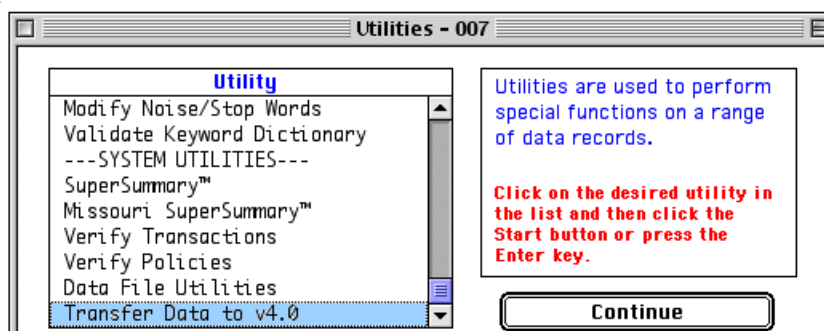 Utilities - 007
Utility
Modify Noise/Stop Words
Validate Keyword Dictionary
---SYSTEM UTILITIES---
SuperSummary™
Missouri SuperSummary™
Verify Transactions
Verify Policies
Data File Utilities
Transfer Data to v4.0
Utilities are used to perform
special functions on a range
of data records.
Click on the desired utility in
the list and then click the
Start button or press the
Enter key.
Continue